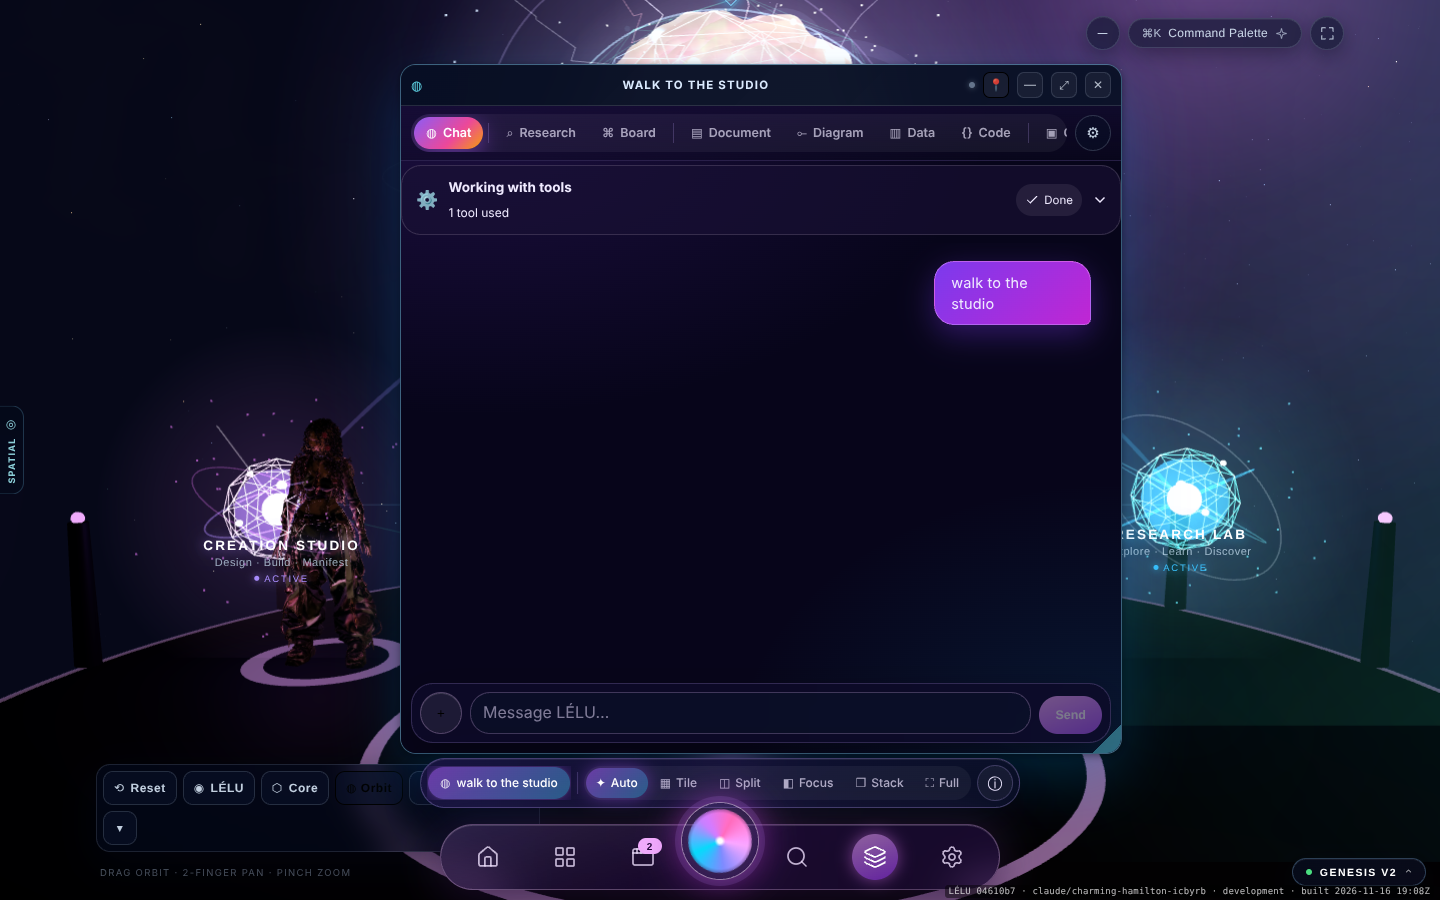 ⌘K Command Palette
WALK TO THE STUDIO
Chat
Research
Board
Document
Diagram
Data
{} Code
Working with tools
1 tool used
Done
walk to the
studio
SPATIAL
CREATION STUDIO
Design · Build · Manifest
ACTIVE
RESEARCH LAB
plore · Learn · Discover
ACTIVE
+
Message LÉLU...
Send
Reset
LÉLU
Core
Orbit
walk to the studio
Auto
Tile
Split
Focus
Stack
Full
2
DRAG ORBIT · 2-FINGER PAN · PINCH ZOOM
GENESIS V2
LÉLU 04610b7 · claude/charming-hamilton-icbyrb · development · built 2026-11-16 19:08Z